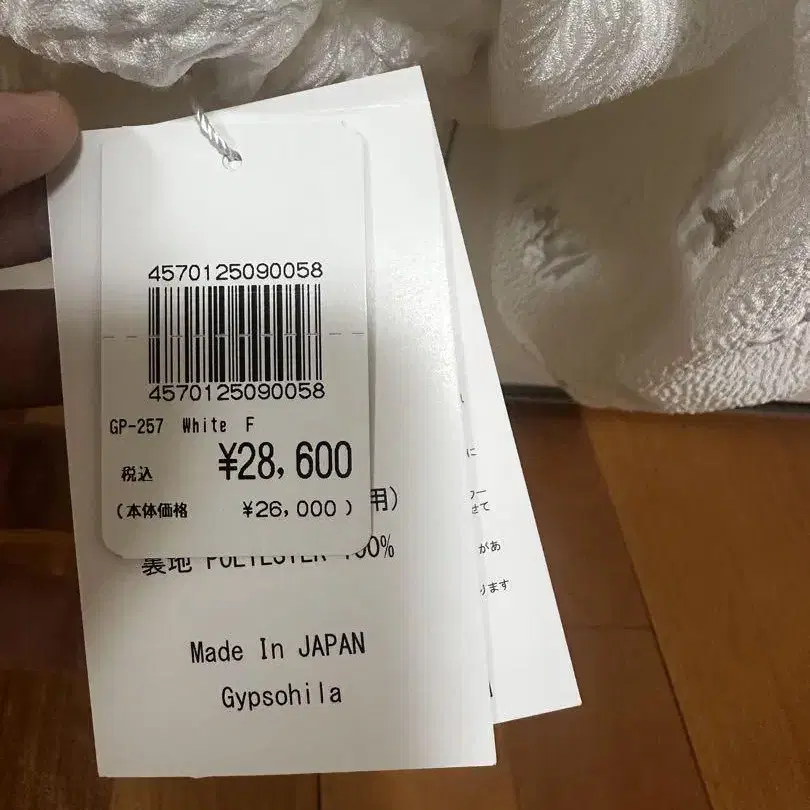 4570125090058
4570125090058
GP-257 White F
税込 ¥28,600
(本体価格 ¥26,000)
用)
裏地 POLYESTER 100%
Made In JAPAN
Gypsohila
に
せて
があ
ります